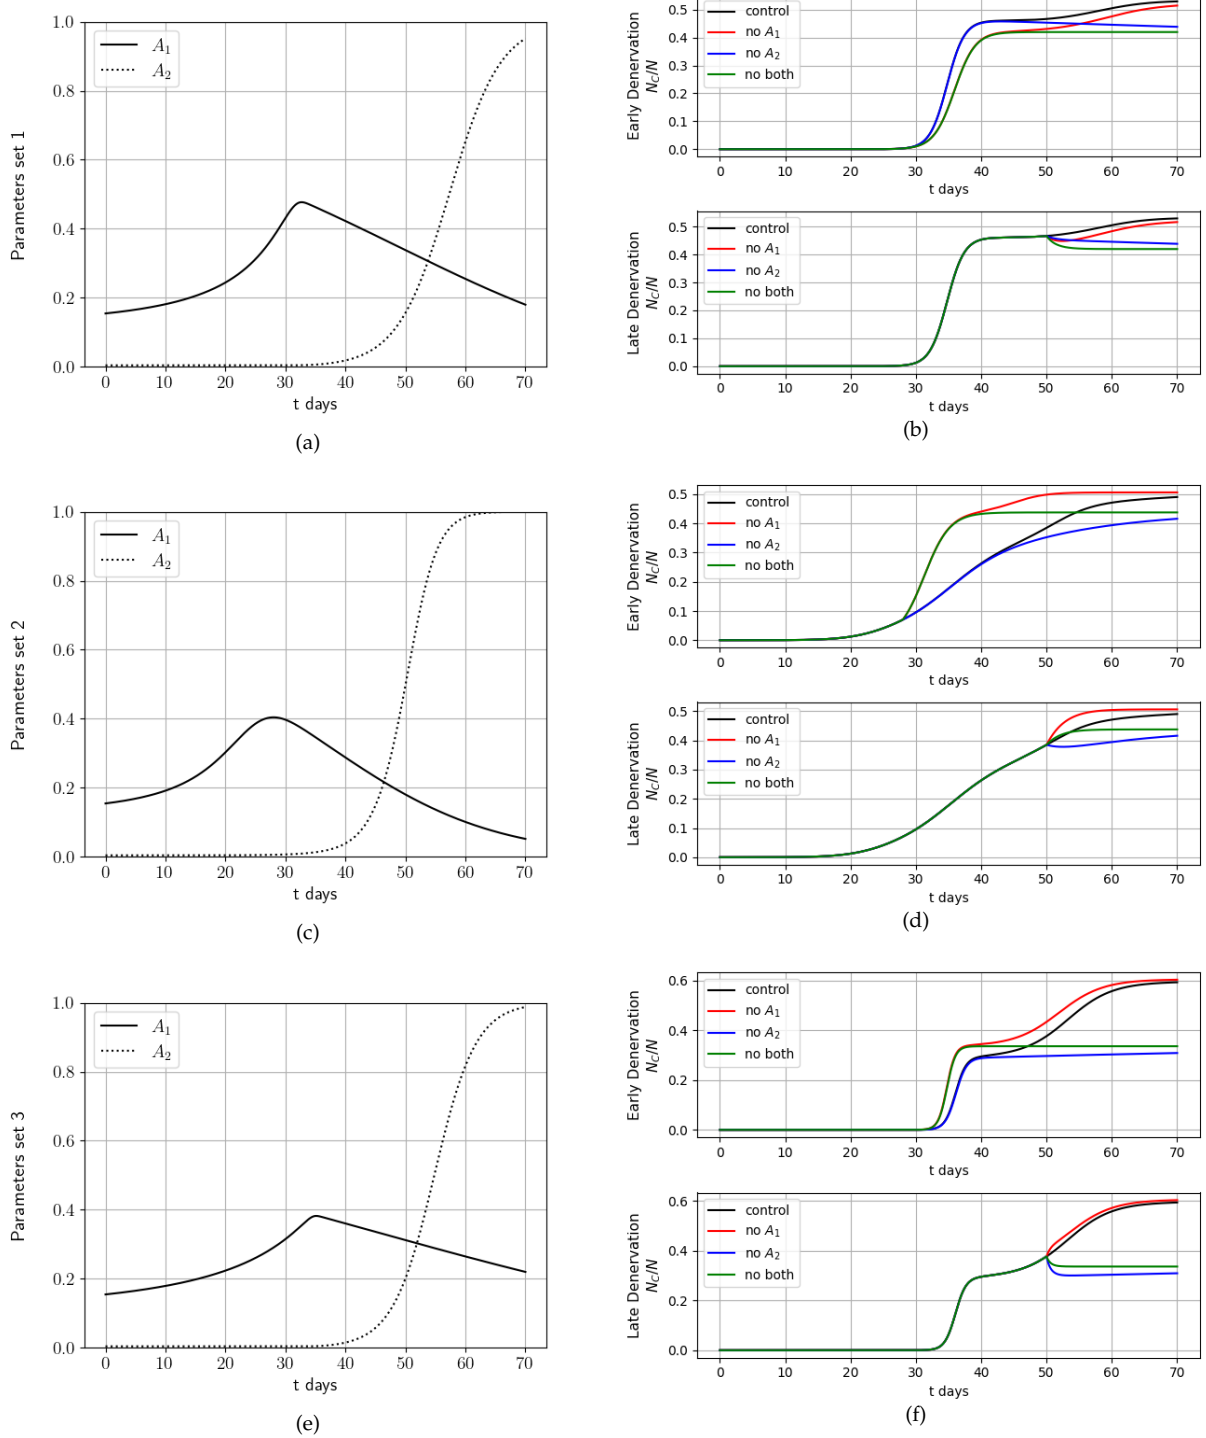 1.0
0.8
0.6
0.4
0.2
0.0
Parameters set 1
A₁
A₂
0 10 20 30 40 50 60 70
t days
(a)
0.5
0.4
0.3
0.2
0.1
0.0
Early Denervation
N_C/N
control
no A₁
no A₂
no both
0 10 20 30 40 50 60 70
t days
0.5
0.4
0.3
0.2
0.1
0.0
Late Denervation
N_C/N
control
no A₁
no A₂
no both
0 10 20 30 40 50 60 70
t days
(b)
1.0
0.8
0.6
0.4
0.2
0.0
Parameters set 2
A₁
A₂
0 10 20 30 40 50 60 70
t days
(c)
0.5
0.4
0.3
0.2
0.1
0.0
Early Denervation
N_C/N
control
no A₁
no A₂
no both
0 10 20 30 40 50 60 70
t days
0.5
0.4
0.3
0.2
0.1
0.0
Late Denervation
N_C/N
control
no A₁
no A₂
no both
0 10 20 30 40 50 60 70
t days
(d)
1.0
0.8
0.6
0.4
0.2
0.0
Parameters set 3
A₁
A₂
0 10 20 30 40 50 60 70
t days
(e)
0.6
0.4
0.2
0.0
Early Denervation
N_C/N
control
no A₁
no A₂
no both
0 10 20 30 40 50 60 70
t days
0.6
0.4
0.2
0.0
Late Denervation
N_C/N
control
no A₁
no A₂
no both
0 10 20 30 40 50 60 70
t days
(f)